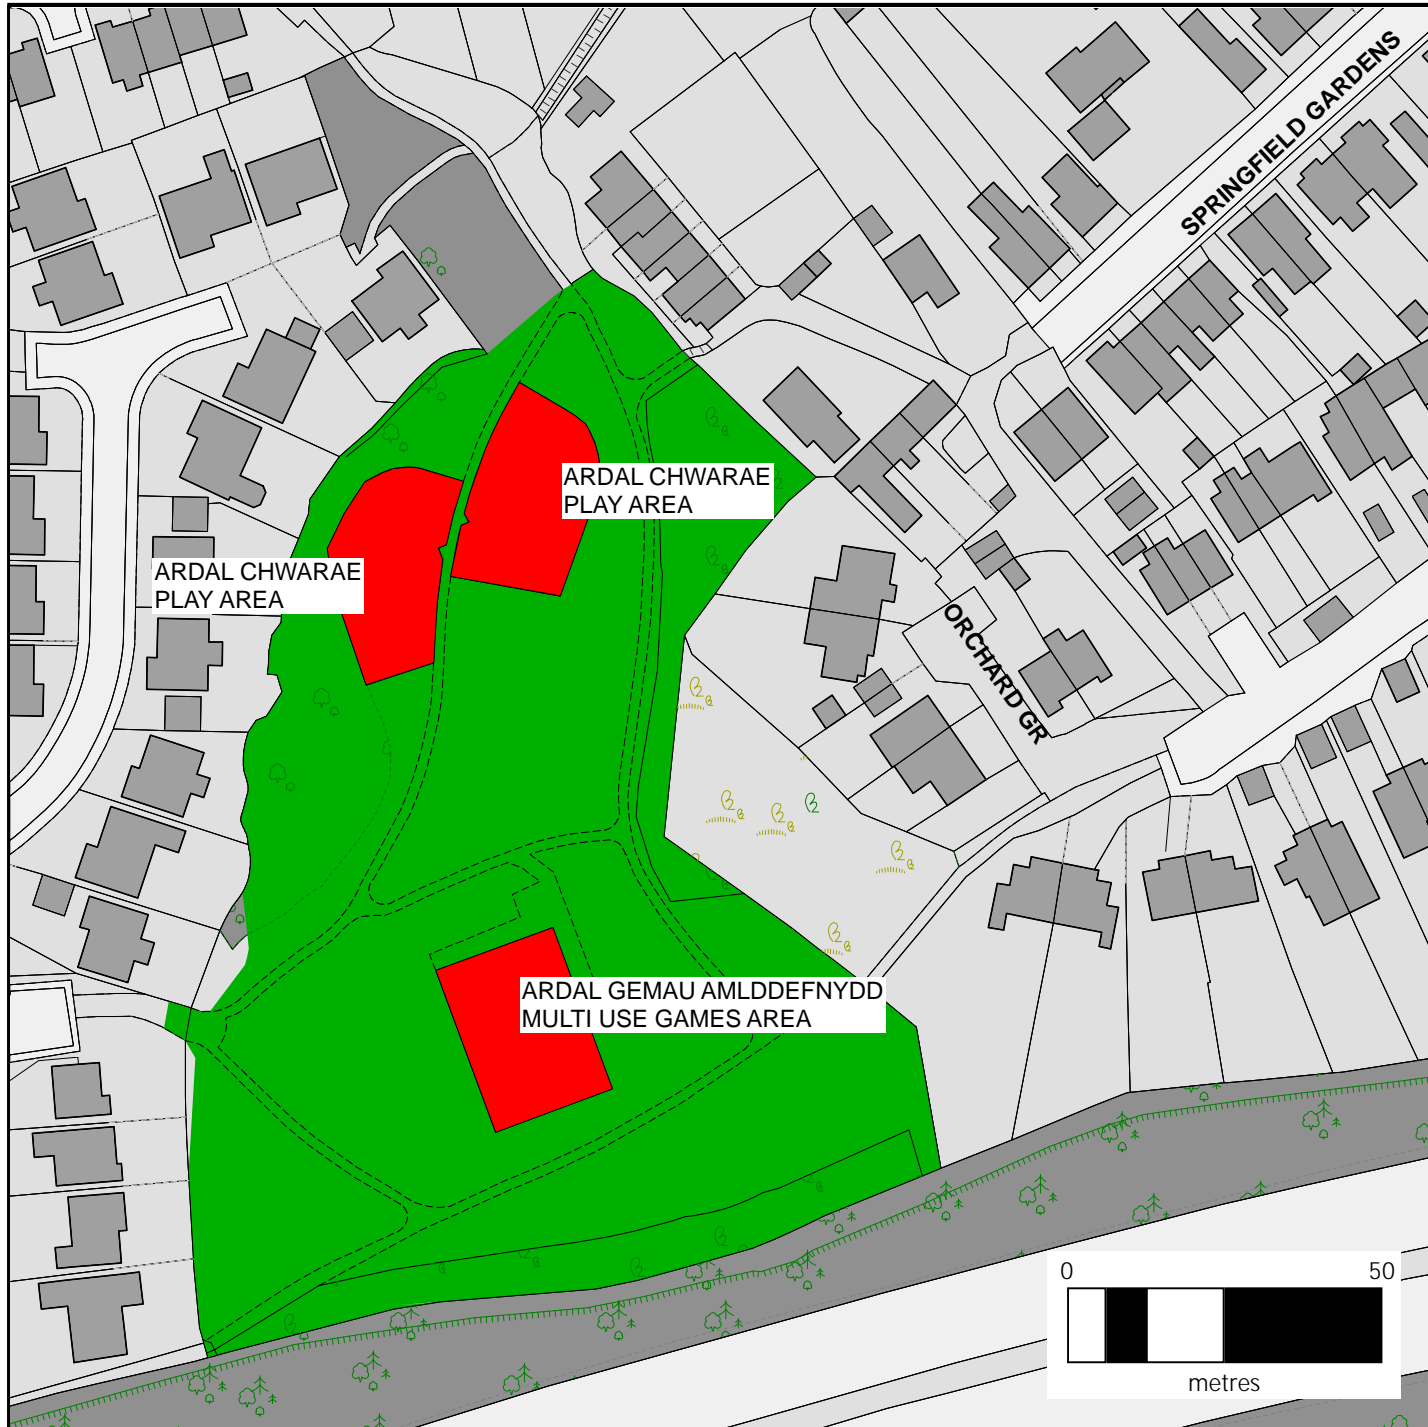 SPRINGFIELD GARDENS
ARDAL CHWARAE
PLAY AREA
ARDAL CHWARAE
PLAY AREA
ORCHARD GR
ARDAL GEMAU AMLDDEFNYDD
MULTI USE GAMES AREA
0 50
metres